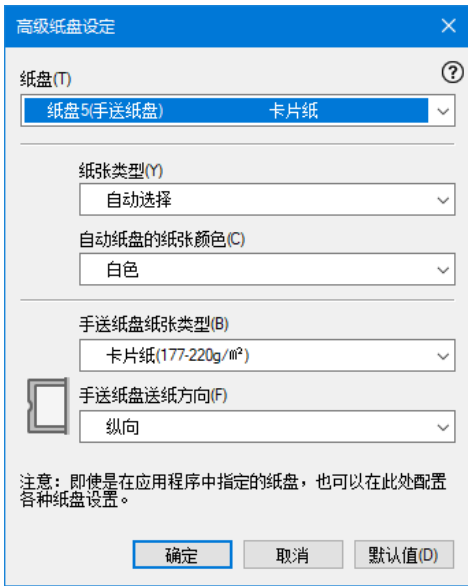 高级纸盘设定
纸盘(T)
纸盘5(手送纸盘) 卡片纸
纸张类型(Y)
自动选择
自动纸盘的纸张颜色(C)
白色
手送纸盘纸张类型(B)
卡片纸(177-220g/㎡)
手送纸盘送纸方向(F)
纵向
注意：即使是在应用程序中指定的纸盘，也可以在此处配置
各种纸盘设置。
确定 取消 默认值(D)